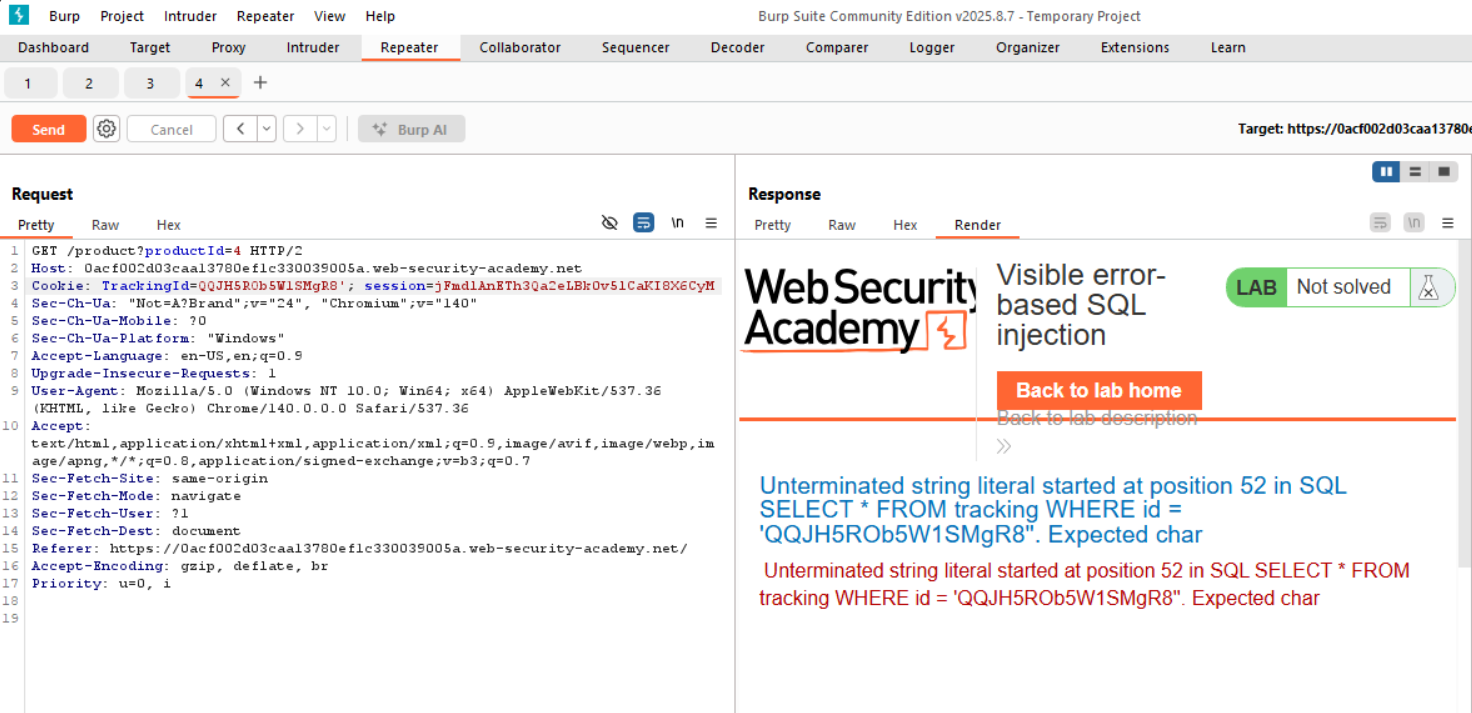 Burp Project Intruder Repeater View Help
Burp Suite Community Edition v2025.8.7 - Temporary Project
Dashboard Target Proxy Intruder Repeater Collaborator Sequencer Decoder Comparer Logger Organizer Extensions Learn
1 2 3 4 × +
Send Cancel < > Burp AI
Target: https://0acf002d03caa13780e
Request
Pretty Raw Hex \n
1 GET /product?productId=4 HTTP/2
2 Host: 0acf002d03caa13780ef1c330039005a.web-security-academy.net
3 Cookie: TrackingId=QQJH5ROb5W1SMgR8'; session=jFmdlAnETh3Qa2eLBkOv5lCaKI8X6CyM
4 Sec-Ch-Ua: "Not=A?Brand";v="24", "Chromium";v="140"
5 Sec-Ch-Ua-Mobile: ?0
6 Sec-Ch-Ua-Platform: "Windows"
7 Accept-Language: en-US,en;q=0.9
8 Upgrade-Insecure-Requests: 1
9 User-Agent: Mozilla/5.0 (Windows NT 10.0; Win64; x64) AppleWebKit/537.36
(KHTML, like Gecko) Chrome/140.0.0.0 Safari/537.36
10 Accept:
text/html,application/xhtml+xml,application/xml;q=0.9,image/avif,image/webp,im
age/apng,*/*;q=0.8,application/signed-exchange;v=b3;q=0.7
11 Sec-Fetch-Site: same-origin
12 Sec-Fetch-Mode: navigate
13 Sec-Fetch-User: ?1
14 Sec-Fetch-Dest: document
15 Referer: https://0acf002d03caa13780ef1c330039005a.web-security-academy.net/
16 Accept-Encoding: gzip, deflate, br
17 Priority: u=0, i
18
19
Response
Pretty Raw Hex Render \n
Web Security
Academy
Visible error-
based SQL
injection
LAB Not solved
Back to lab home
Back to lab description
Unterminated string literal started at position 52 in SQL
SELECT * FROM tracking WHERE id =
'QQJH5ROb5W1SMgR8''. Expected char
Unterminated string literal started at position 52 in SQL SELECT * FROM
tracking WHERE id = 'QQJH5ROb5W1SMgR8''. Expected char